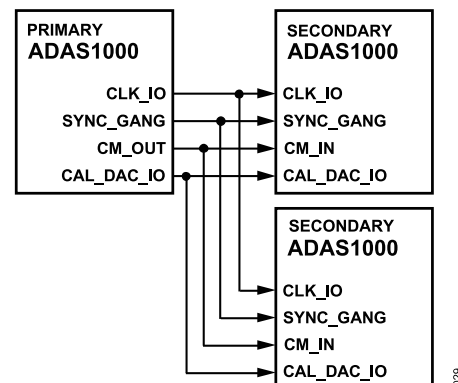 PRIMARY
ADAS1000
CLK_IO
SYNC_GANG
CM_OUT
CAL_DAC_IO
SECONDARY
ADAS1000
CLK_IO
SYNC_GANG
CM_IN
CAL_DAC_IO
SECONDARY
ADAS1000
CLK_IO
SYNC_GANG
CM_IN
CAL_DAC_IO